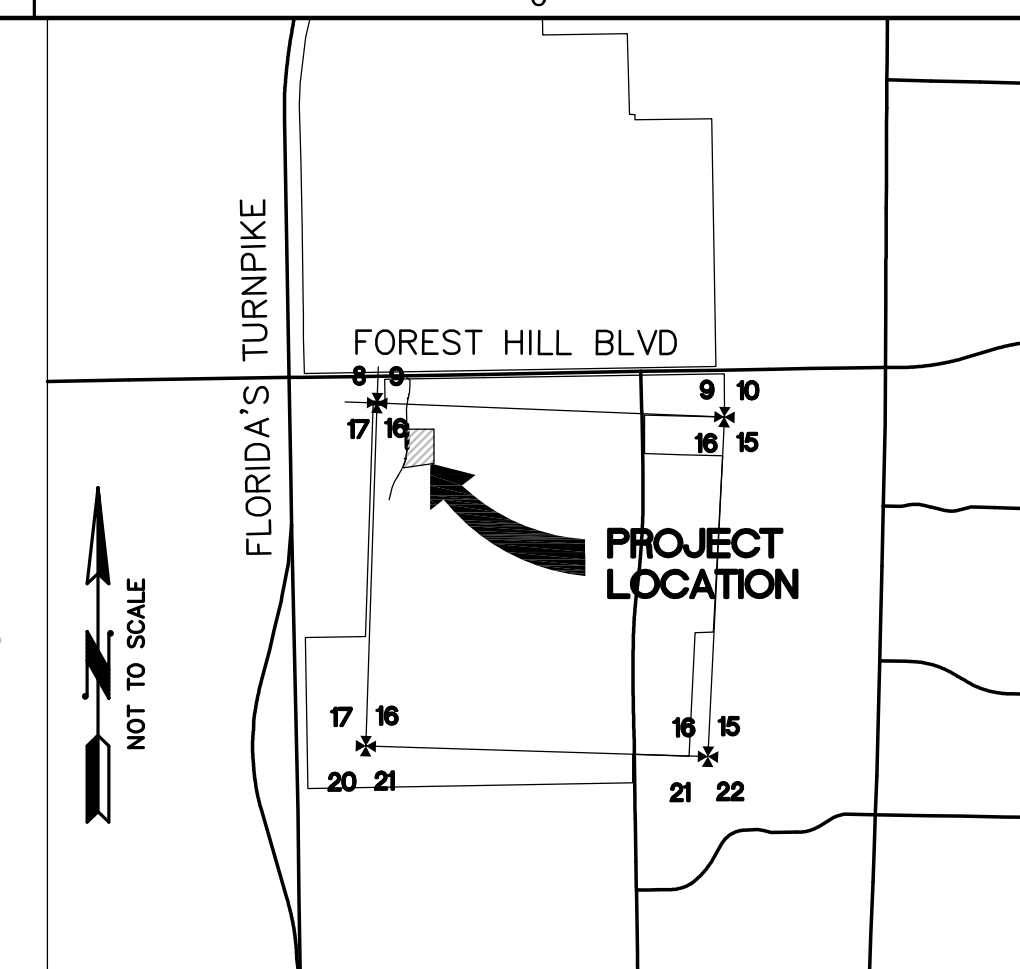 FLORIDA'S TURNPIKE
FOREST HILL BLVD
8 9
17 16
9 10
16 15
PROJECT
LOCATION
N
NOT TO SCALE
17 16
20 21
16 15
21 22